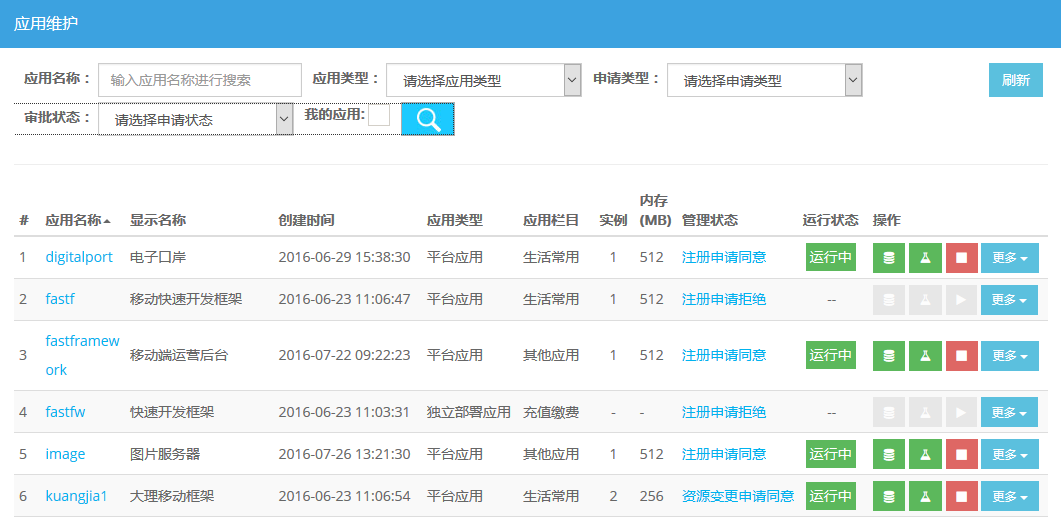 应用维护
应用名称： 输入应用名称进行搜索 应用类型： 请选择应用类型 申请类型： 请选择申请类型 刷新
审批状态： 请选择申请状态 我的应用:
# 应用名称 显示名称 创建时间 应用类型 应用栏目 实例 内存(MB) 管理状态 运行状态 操作
1 digitalport 电子口岸 2016-06-29 15:38:30 平台应用 生活常用 1 512 注册申请同意 运行中 更多
2 fastf 移动快速开发框架 2016-06-23 11:06:47 平台应用 生活常用 1 512 注册申请拒绝 -- 更多
3 fastframework 移动端运营后台 2016-07-22 09:22:23 平台应用 其他应用 1 512 注册申请同意 运行中 更多
4 fastfw 快速开发框架 2016-06-23 11:03:31 独立部署应用 充值缴费 - - 注册申请拒绝 -- 更多
5 image 图片服务器 2016-07-26 13:21:30 平台应用 其他应用 1 512 注册申请同意 运行中 更多
6 kuangjia1 大理移动框架 2016-06-23 11:06:54 平台应用 生活常用 2 256 资源变更申请同意 运行中 更多